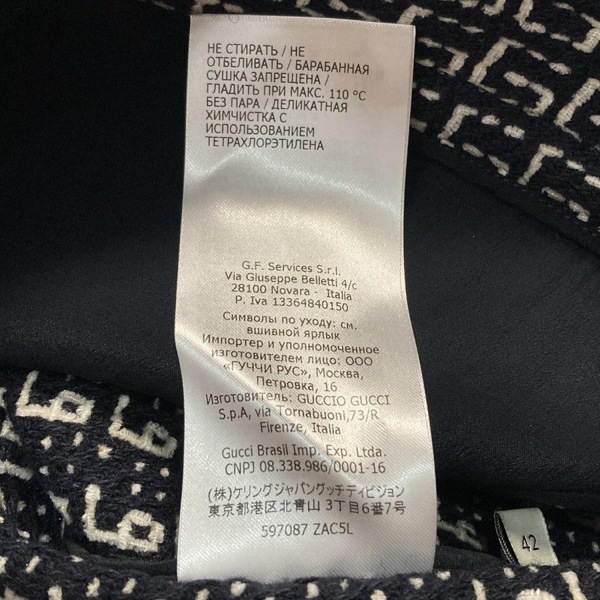 НЕ СТИРАТЬ / НЕ
ОТБЕЛИВАТЬ / БАРАБАННАЯ
СУШКА ЗАПРЕЩЕНА /
ГЛАДИТЬ ПРИ МАКС. 110 °C
БЕЗ ПАРА / ДЕЛИКАТНАЯ
ХИМЧИСТКА С
ИСПОЛЬЗОВАНИЕМ
ТЕТРАХЛОРЭТИЛЕНА
G.F. Services S.r.l.
Via Giuseppe Belletti 4/c
28100 Novara - Italia
P. Iva 13364840150
Символы по уходу: см.
вшивной ярлык
Импортер и уполномоченное
изготовителем лицо: ООО
«ГУЧЧИ РУС», Москва,
Петровка, 16
Изготовитель: GUCCIO GUCCI
S.p.A, via Tornabuoni,73/R
Firenze, Italia
Gucci Brasil Imp. Exp. Ltda.
CNPJ 08.338.986/0001-16
(株)ケリングジャパングッチディビジョン
東京都港区北青山 3丁目6番7号
597087 ZAC5L
42